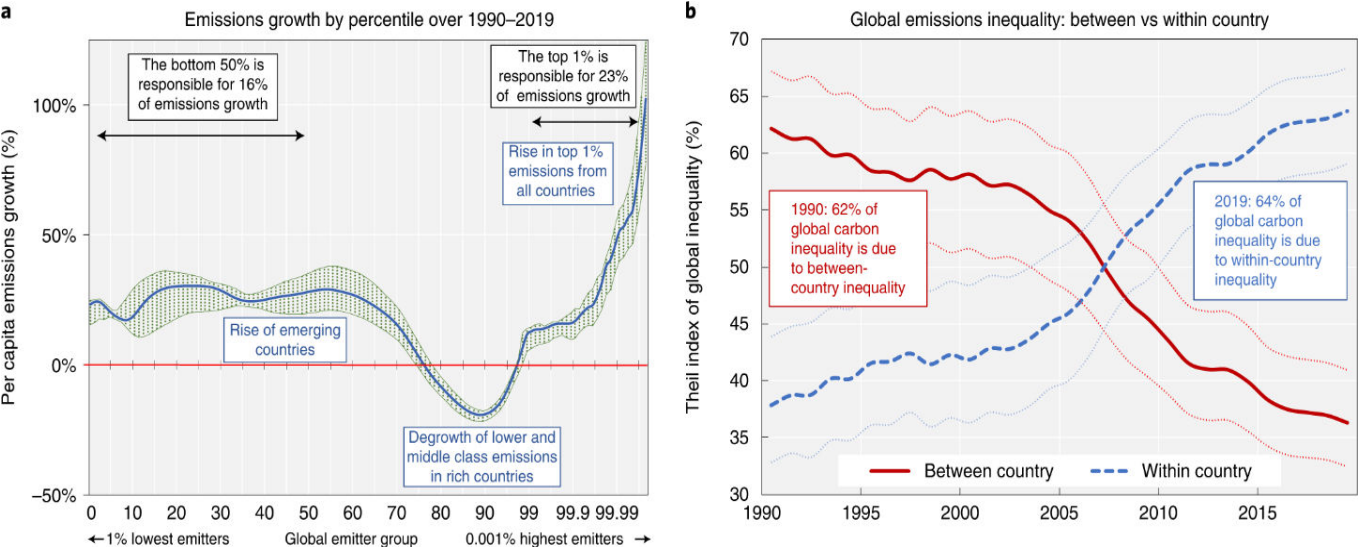 a
Emissions growth by percentile over 1990–2019
Per capita emissions growth (%)
100%
50%
0%
–50%
The bottom 50% is
responsible for 16%
of emissions growth
The top 1% is
responsible for 23%
of emissions growth
Rise in top 1%
emissions from
all countries
Rise of emerging
countries
Degrowth of lower and
middle class emissions
in rich countries
0 10 20 30 40 50 60 70 99 90 99 99.9 99.99
1% lowest emitters
Global emitter group
0.001% highest emitters
b
Global emissions inequality: between vs within country
Theil index of global inequality (%)
70
65
60
55
50
45
40
35
30
1990: 62% of
global carbon
inequality is due
to between-
country inequality
2019: 64% of
global carbon
inequality is due
to within-country
inequality
Between country
Within country
1990 1995 2000 2005 2010 2015